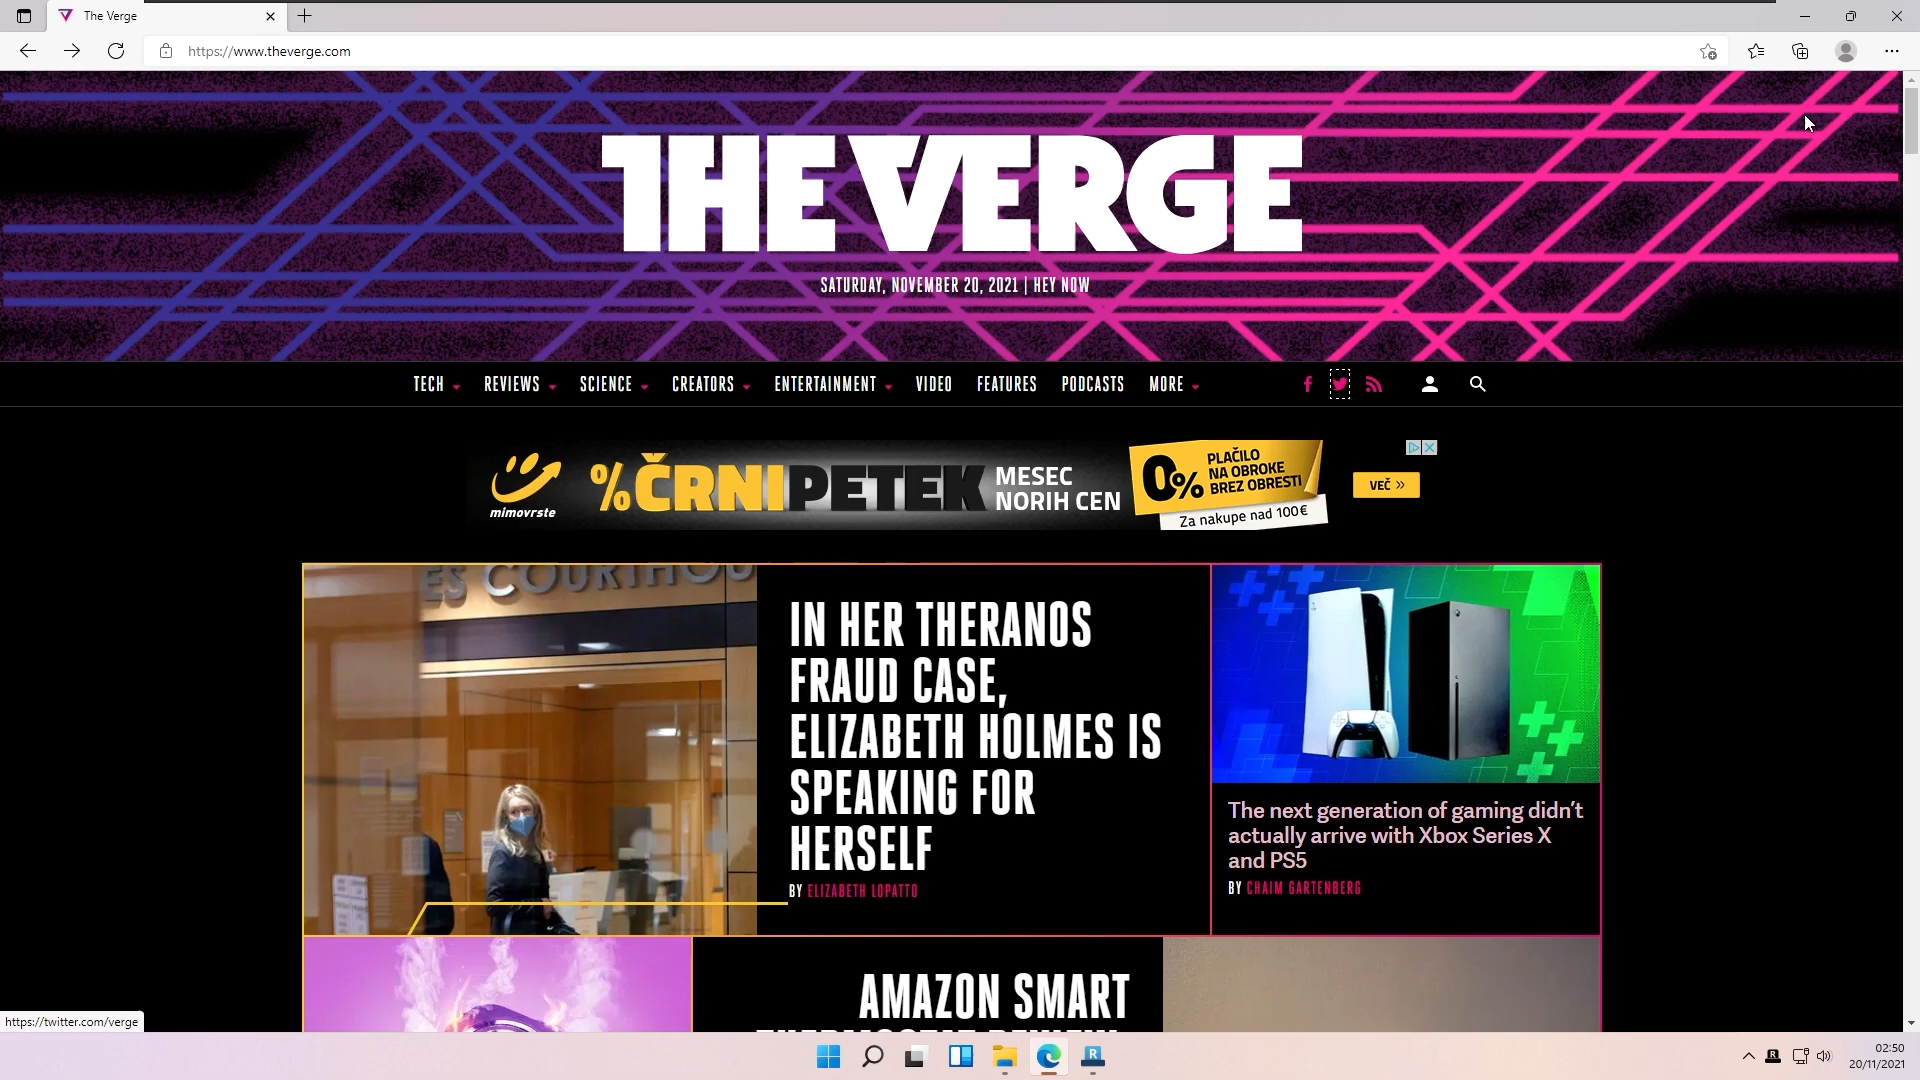 The Verge
https://www.theverge.com
THE VERGE
SATURDAY, NOVEMBER 20, 2021 | HEY NOW
TECH REVIEWS SCIENCE CREATORS ENTERTAINMENT VIDEO FEATURES PODCASTS MORE
mimovrste
%ČRNIPETEK
MESEC
NORIH CEN
0%
PLAČILO
NA OBROKE
BREZ OBRESTI
Za nakupe nad 100€
VEČ »
ES COURTHOUS
IN HER THERANOS
FRAUD CASE,
ELIZABETH HOLMES IS
SPEAKING FOR
HERSELF
BY ELIZABETH LOPATTO
The next generation of gaming didn’t
actually arrive with Xbox Series X
and PS5
BY CHAIM GARTENBERG
AMAZON SMART
THERMOSTAT REVIEW:
https://twitter.com/verge
R
R
02:50
20/11/2021